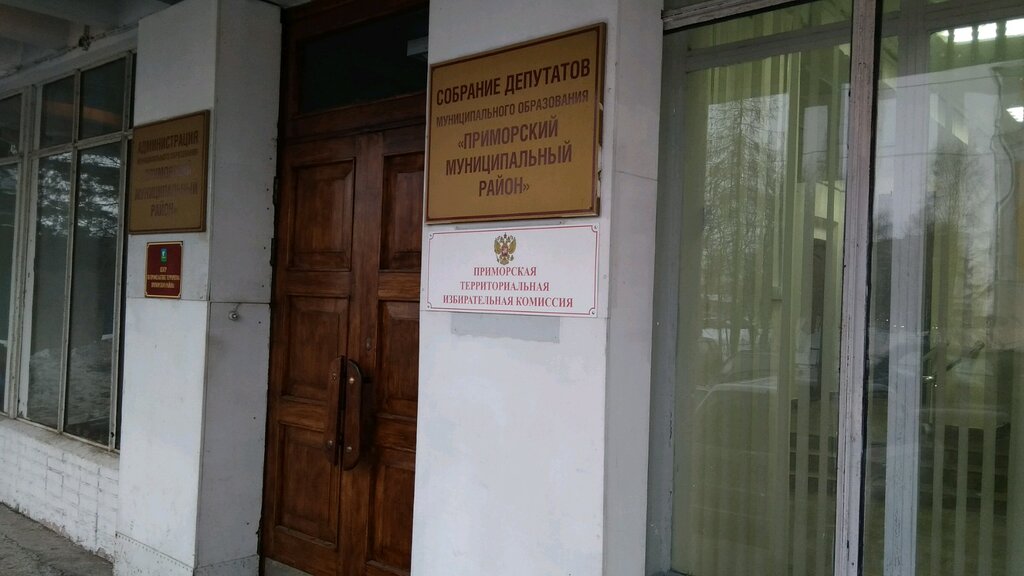 АДМИНИСТРАЦИЯ
МУНИЦИПАЛЬНОГО ОБРАЗОВАНИЯ
«ПРИМОРСКИЙ
МУНИЦИПАЛЬНЫЙ
РАЙОН»
СОБРАНИЕ ДЕПУТАТОВ
МУНИЦИПАЛЬНОГО ОБРАЗОВАНИЯ
«ПРИМОРСКИЙ
МУНИЦИПАЛЬНЫЙ
РАЙОН»
ПРИМОРСКАЯ
ТЕРРИТОРИАЛЬНАЯ
ИЗБИРАТЕЛЬНАЯ КОМИССИЯ